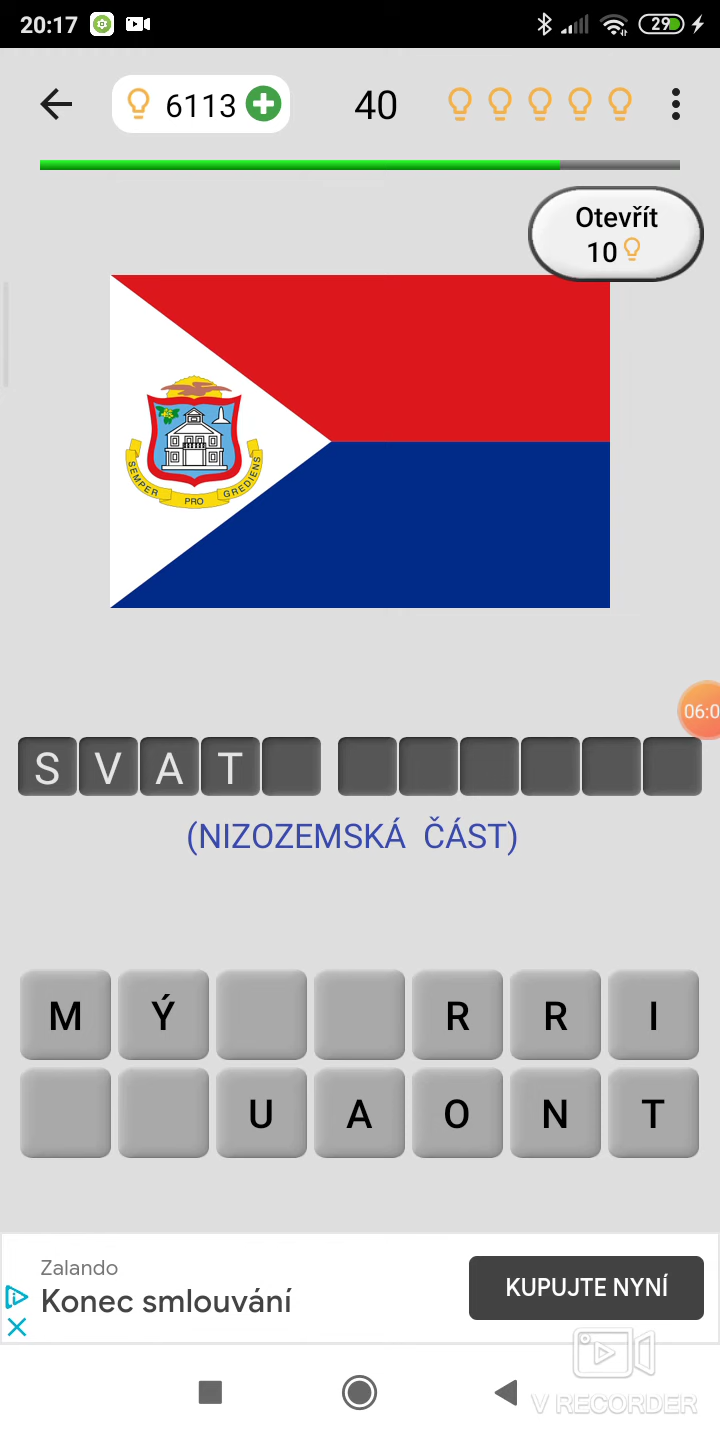 20:17
29
6113
40
Otevřít
10
SEMPER PRO GREDIENS
06:0
S V A T
(NIZOZEMSKÁ ČÁST)
M Ý R R I
U A O N T
Zalando
Konec smlouvání
KUPUJTE NYNÍ
V RECORDER